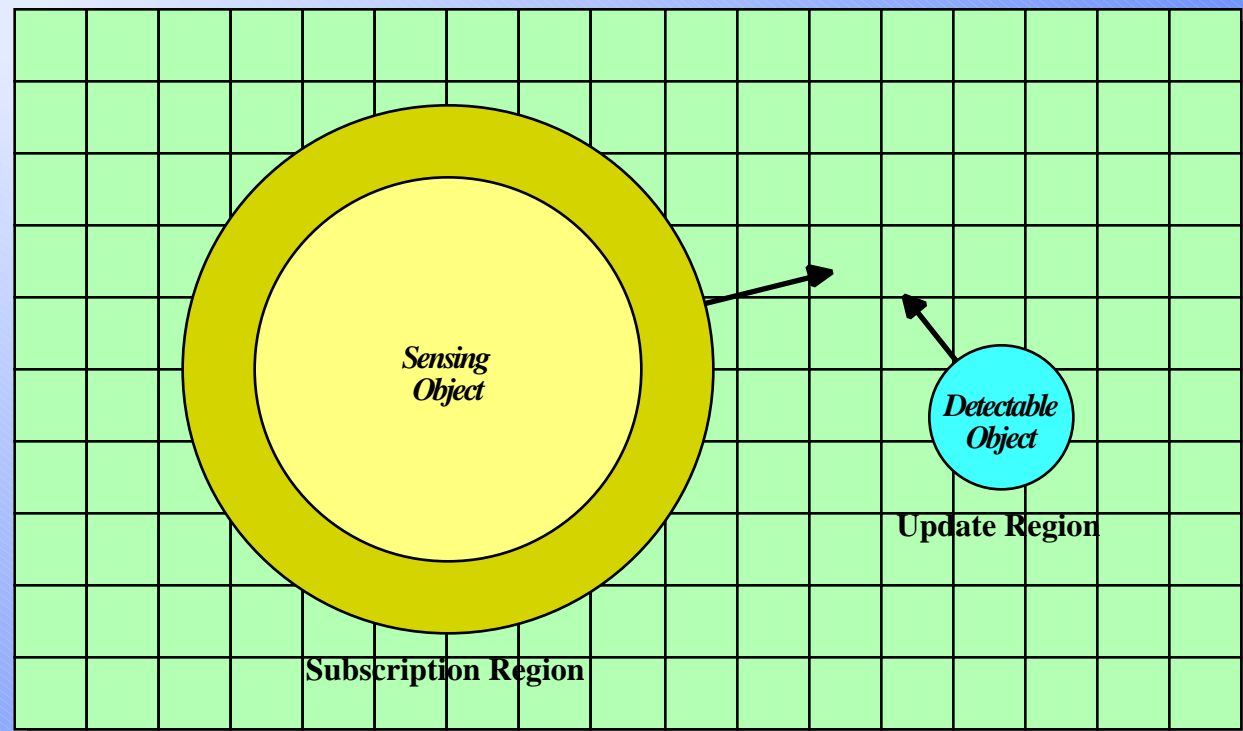 Sensing
Object
Detectable
Object
Update Region
Subscription Region